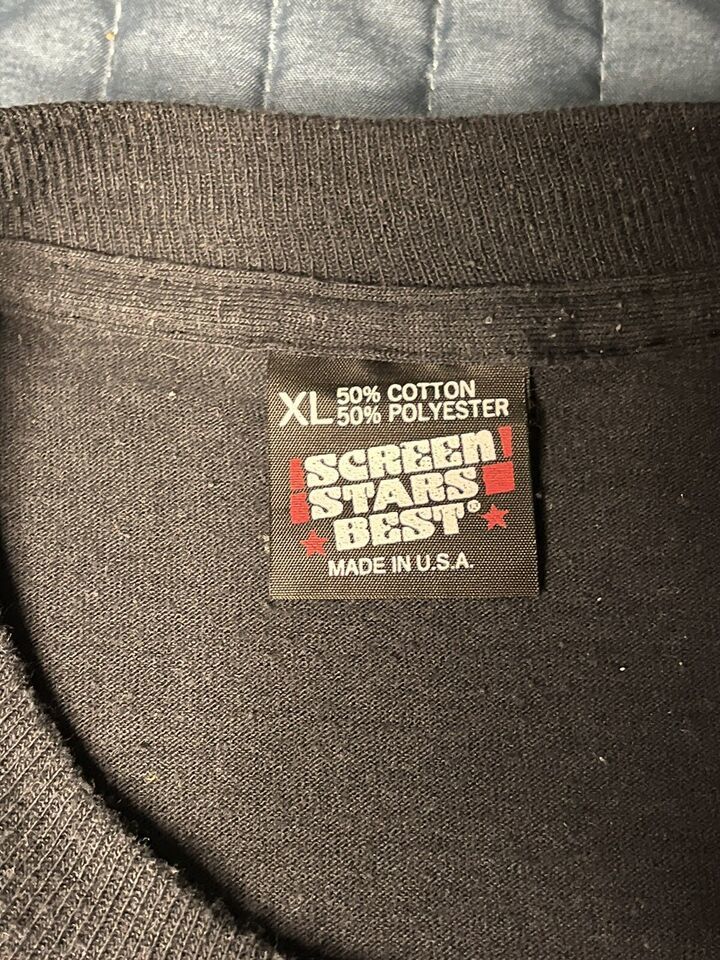 XL 50% COTTON
50% POLYESTER
SCREEN
STARS
BEST®
MADE IN U.S.A.